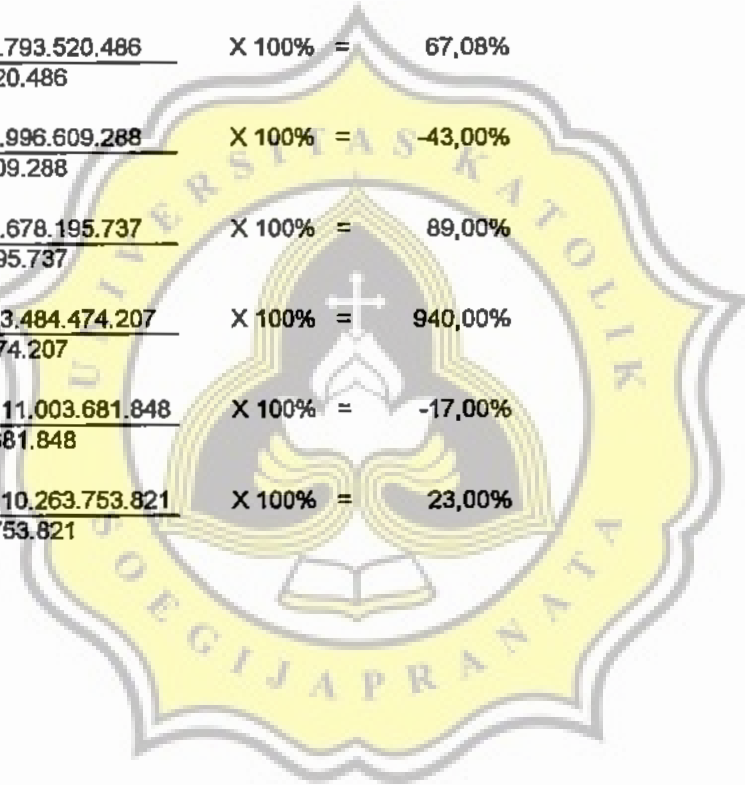 .793.520.486 X 100% = 67,08%
20.486
.996.609.288 X 100% = -43,00%
09.288
.678.195.737 X 100% = 89,00%
95.737
3.484.474.207 X 100% = 940,00%
74.207
11.003.681.848 X 100% = -17,00%
681.848
10.263.753.821 X 100% = 23,00%
753.821
UNIVERSITAS KATOLIK
SOEGIJAPRANATA